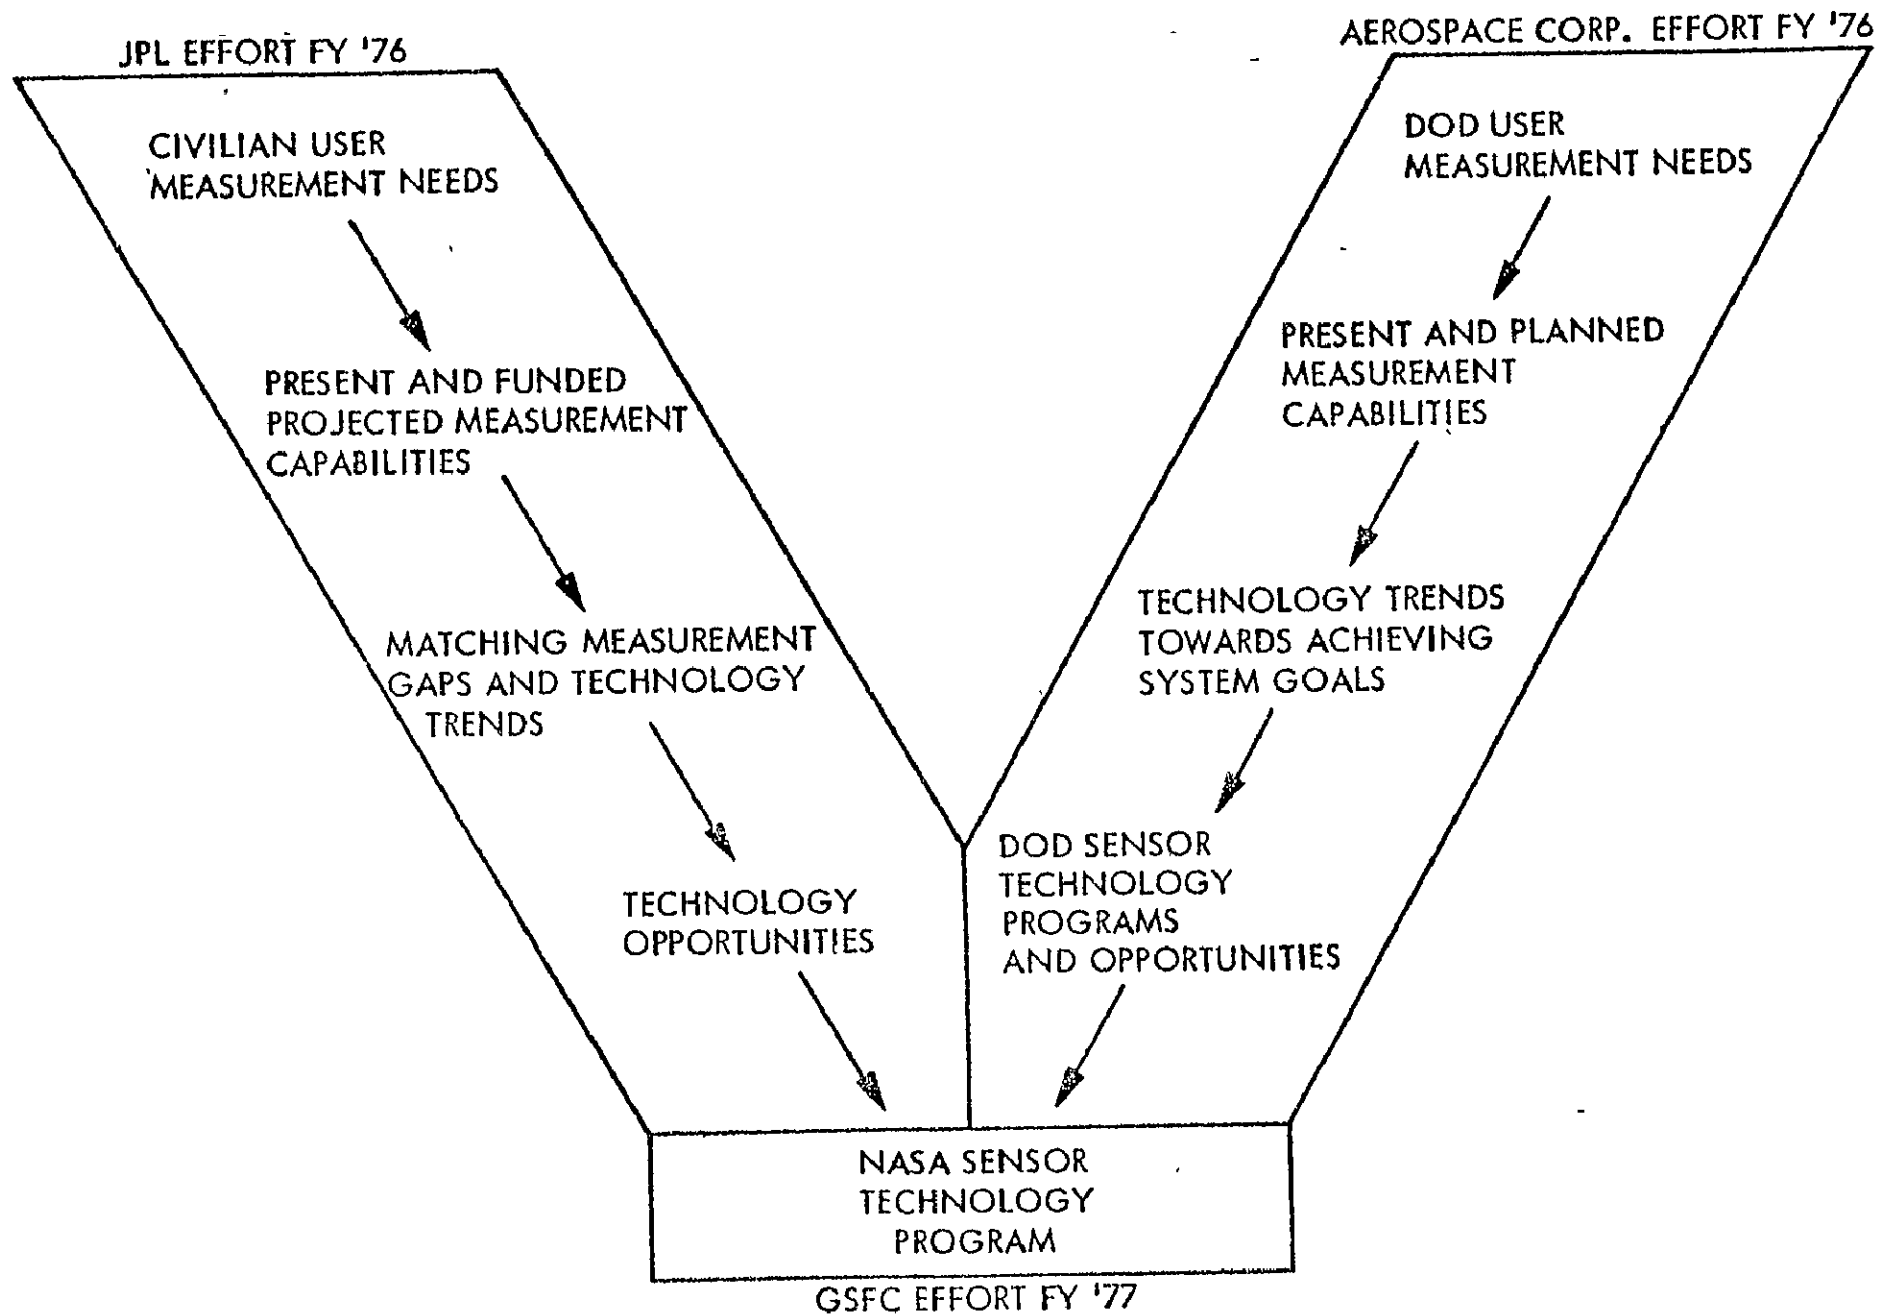 JPL EFFORT FY '76
CIVILIAN USER
MEASUREMENT NEEDS
PRESENT AND FUNDED
PROJECTED MEASUREMENT
CAPABILITIES
MATCHING MEASUREMENT
GAPS AND TECHNOLOGY
TRENDS
TECHNOLOGY
OPPORTUNITIES
AEROSPACE CORP. EFFORT FY '76
DOD USER
MEASUREMENT NEEDS
PRESENT AND PLANNED
MEASUREMENT
CAPABILITIES
TECHNOLOGY TRENDS
TOWARDS ACHIEVING
SYSTEM GOALS
DOD SENSOR
TECHNOLOGY
PROGRAMS
AND OPPORTUNITIES
NASA SENSOR
TECHNOLOGY
PROGRAM
GSFC EFFORT FY '77